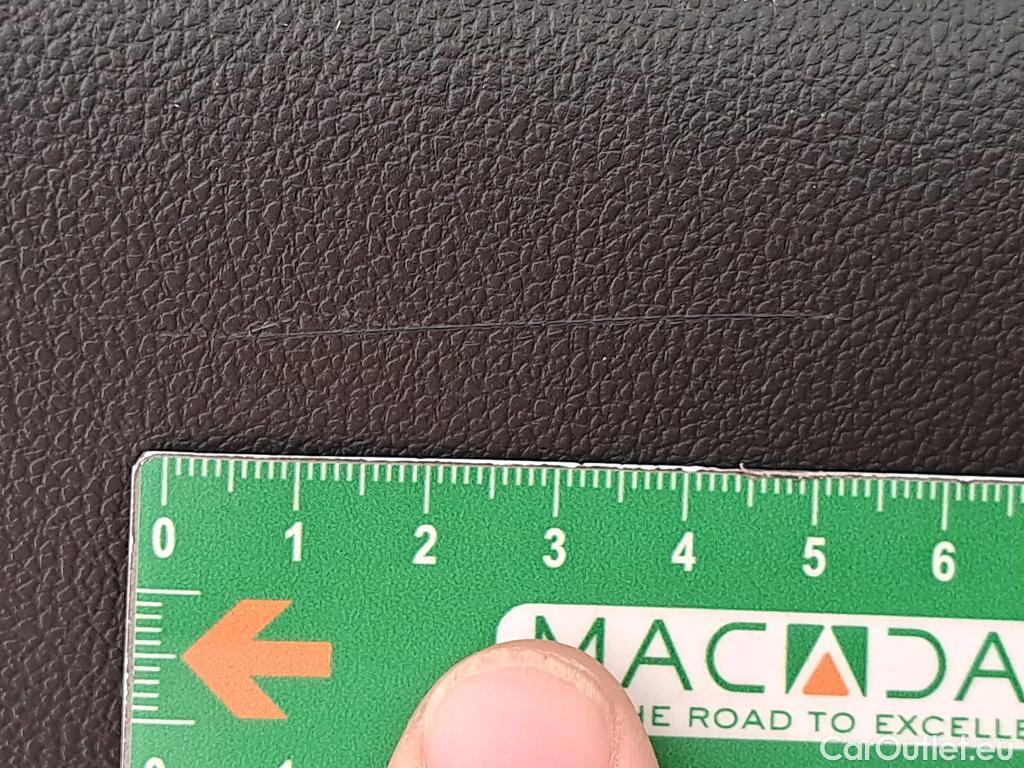 0 1 2 3 4 5 6
MACADA
HE ROAD TO EXCELLE
CarOutlet.eu